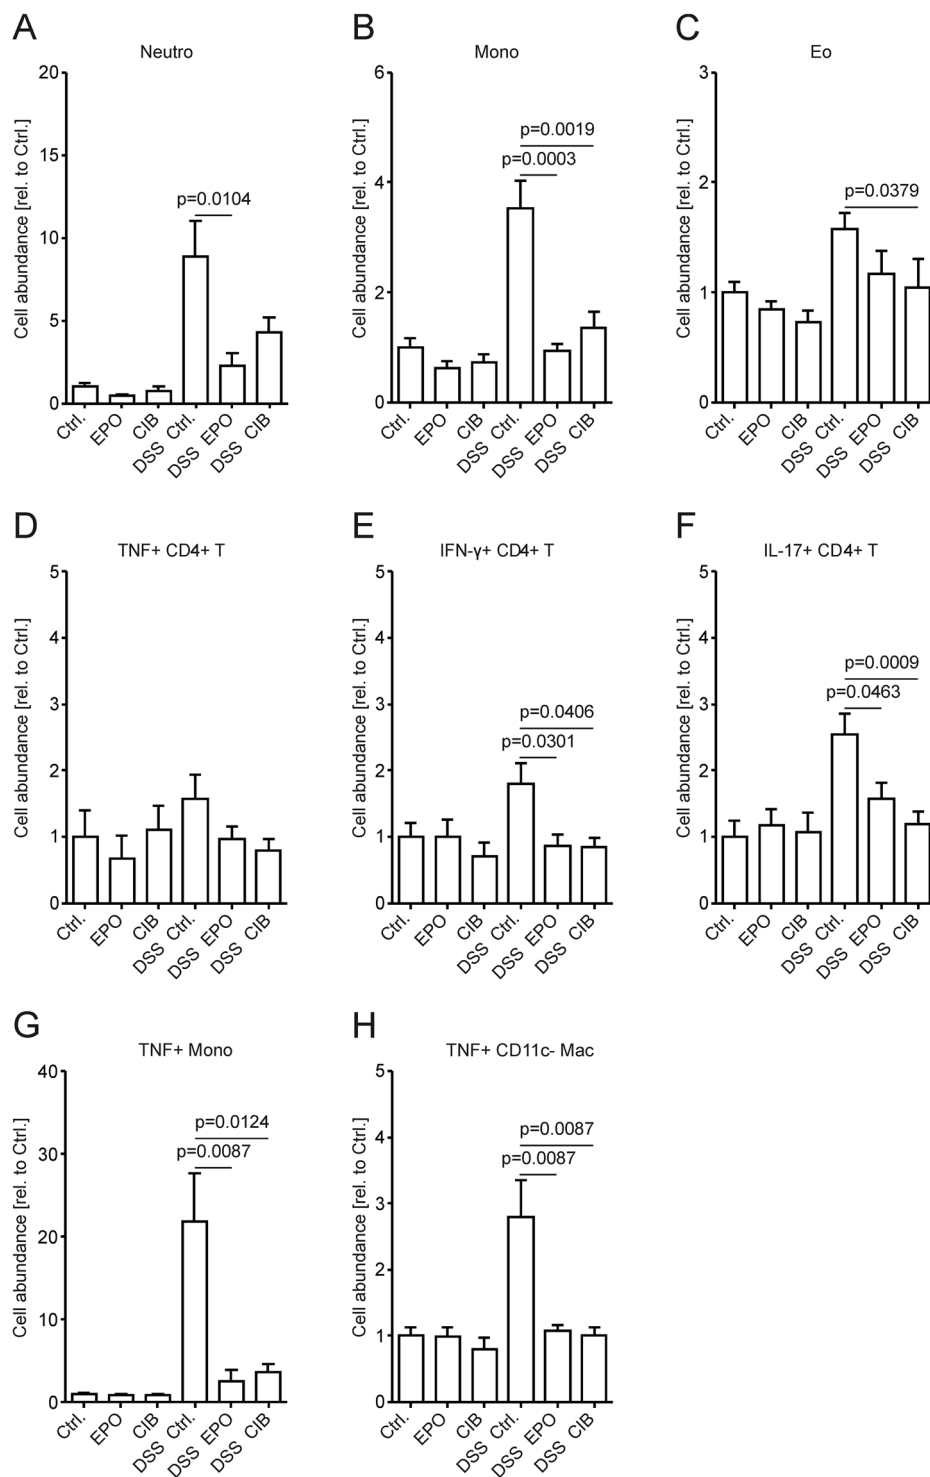 A
Neutro
Cell abundance [rel. to Ctrl.]
20
15
10
5
0
p=0.0104
Ctrl.
EPO
CIB
DSS Ctrl.
DSS EPO
DSS CIB
B
Mono
Cell abundance [rel. to Ctrl.]
6
4
2
0
p=0.0019
p=0.0003
Ctrl.
EPO
CIB
DSS Ctrl.
DSS EPO
DSS CIB
C
Eo
Cell abundance [rel. to Ctrl.]
3
2
1
0
p=0.0379
Ctrl.
EPO
CIB
DSS Ctrl.
DSS EPO
DSS CIB
D
TNF+ CD4+ T
Cell abundance [rel. to Ctrl.]
5
4
3
2
1
0
Ctrl.
EPO
CIB
DSS Ctrl.
DSS EPO
DSS CIB
E
IFN-γ+ CD4+ T
Cell abundance [rel. to Ctrl.]
5
4
3
2
1
0
p=0.0406
p=0.0301
Ctrl.
EPO
CIB
DSS Ctrl.
DSS EPO
DSS CIB
F
IL-17+ CD4+ T
Cell abundance [rel. to Ctrl.]
5
4
3
2
1
0
p=0.0009
p=0.0463
Ctrl.
EPO
CIB
DSS Ctrl.
DSS EPO
DSS CIB
G
TNF+ Mono
Cell abundance [rel. to Ctrl.]
40
30
20
10
0
p=0.0124
p=0.0087
Ctrl.
EPO
CIB
DSS Ctrl.
DSS EPO
DSS CIB
H
TNF+ CD11c- Mac
Cell abundance [rel. to Ctrl.]
5
4
3
2
1
0
p=0.0087
p=0.0087
Ctrl.
EPO
CIB
DSS Ctrl.
DSS EPO
DSS CIB